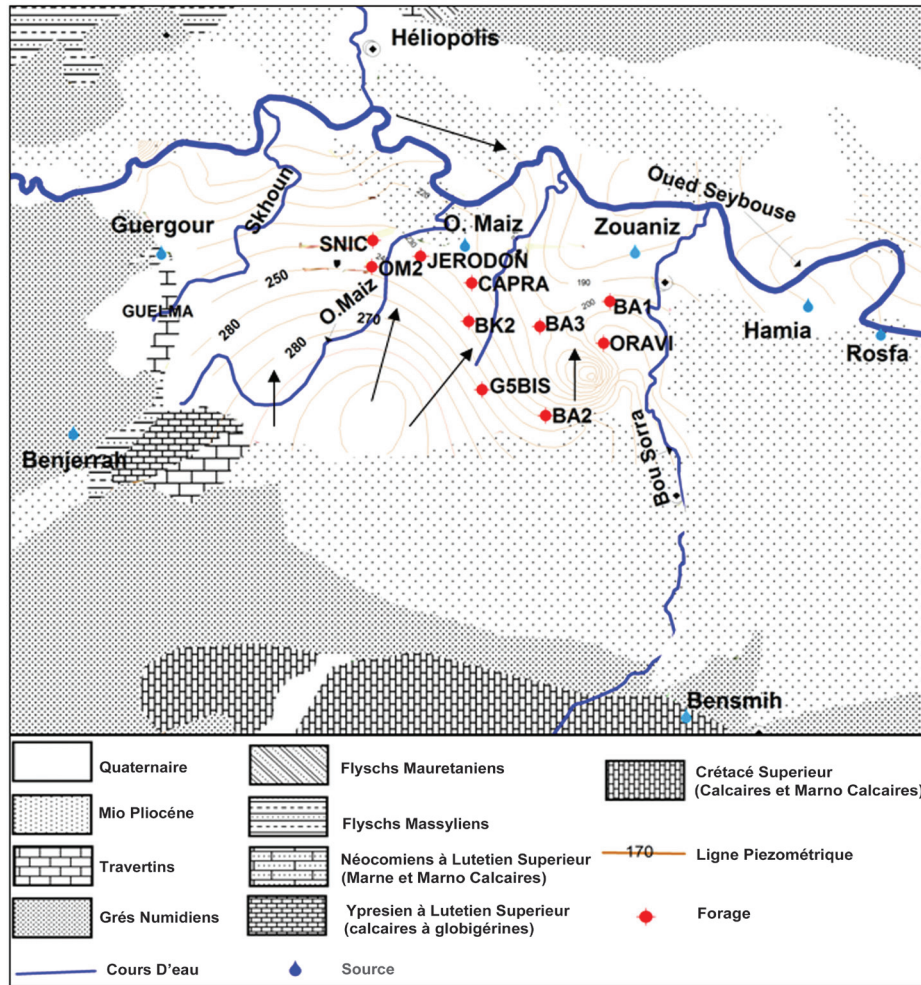 Héliopolis
Oued Seybouse
Skhoun
220
Guergour
SNIC
230
O. Maiz
Zouaniz
JERODON
OM2
250
CAPRA
190
200
BA1
GUELMA
O.Maiz
270
Hamia
280
280
BK2
BA3
ORAVI
Rosfa
G5BIS
BA2
Benjerrah
Bou Sorra
Bensmih
Quaternaire
Flyschs Mauretaniens
Crétacé Superieur
(Calcaires et Marno Calcaires)
Mio Pliocéne
Flyschs Massyliens
Travertins
Néocomiens à Lutetien Superieur
(Marne et Marno Calcaires)
170
Ligne Piezométrique
Grés Numidiens
Ypresien à Lutetien Superieur
(calcaires à globigérines)
Forage
Cours D'eau
Source